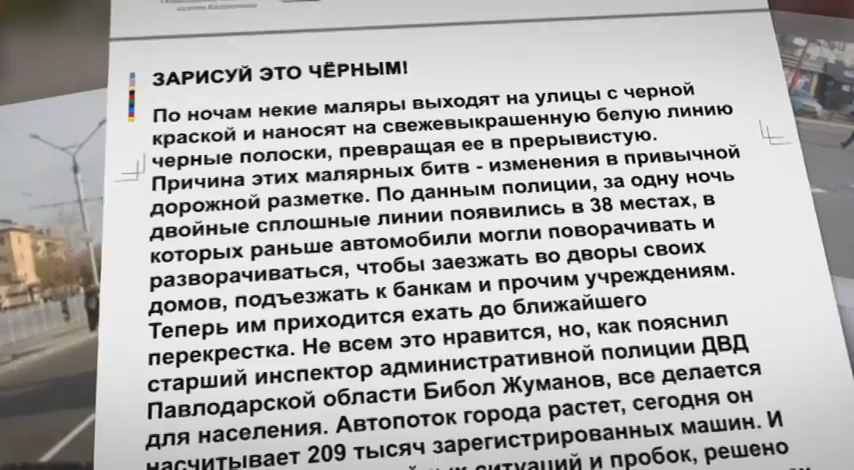 ЗАРИСУЙ ЭТО ЧЁРНЫМ!
По ночам некие маляры выходят на улицы с черной
краской и наносят на свежевыкрашенную белую линию
черные полоски, превращая ее в прерывистую.
Причина этих малярных битв - изменения в привычной
дорожной разметке. По данным полиции, за одну ночь
двойные сплошные линии появились в 38 местах, в
которых раньше автомобили могли поворачивать и
разворачиваться, чтобы заезжать во дворы своих
домов, подъезжать к банкам и прочим учреждениям.
Теперь им приходится ехать до ближайшего
перекрестка. Не всем это нравится, но, как пояснил
старший инспектор административной полиции ДВД
Павлодарской области Бибол Жуманов, все делается
для населения. Автопоток города растет, сегодня он
насчитывает 209 тысяч зарегистрированных машин. И
ситуаций и пробок, решено